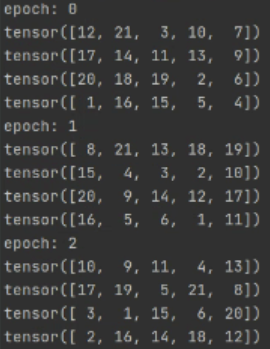 epoch: 0
tensor([12, 21,  3, 10,  7])
tensor([17, 14, 11, 13,  9])
tensor([20, 18, 19,  2,  6])
tensor([ 1, 16, 15,  5,  4])
epoch: 1
tensor([ 8, 21, 13, 18, 19])
tensor([15,  4,  3,  2, 10])
tensor([20,  9, 14, 12, 17])
tensor([16,  5,  6,  1, 11])
epoch: 2
tensor([10,  9, 11,  4, 13])
tensor([17, 19,  5, 21,  8])
tensor([ 3,  1, 15,  6, 20])
tensor([ 2, 16, 14, 18, 12])